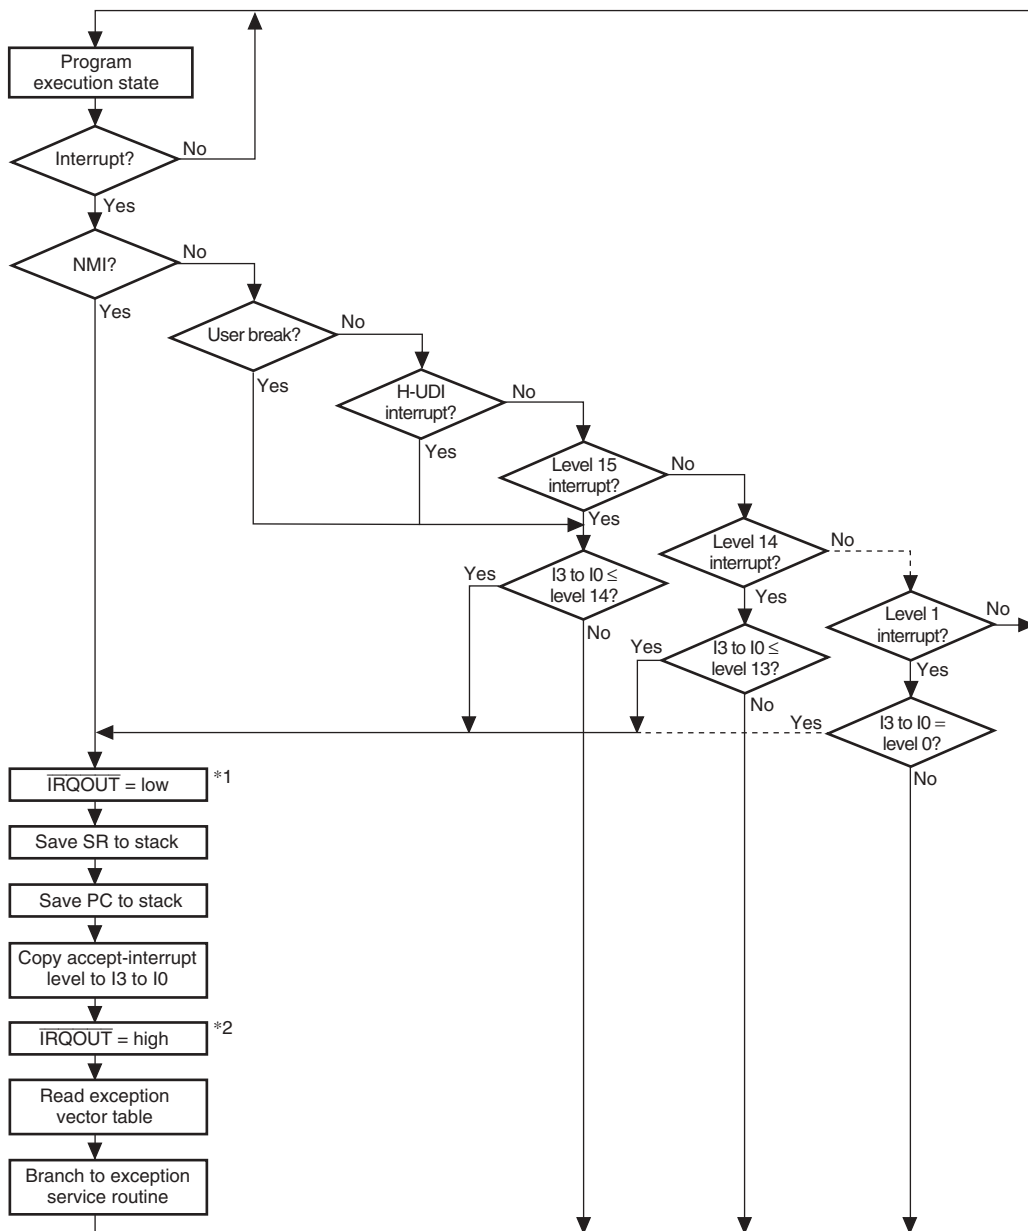 Program
execution state
Interrupt?
No
Yes
NMI?
No
Yes
User break?
No
Yes
H-UDI
interrupt?
No
Yes
Level 15
interrupt?
No
Yes
Level 14
interrupt?
No
Yes
I3 to I0 ≤
level 14?
Yes
No
Level 1
interrupt?
No
Yes
I3 to I0 ≤
level 13?
Yes
No
I3 to I0 =
level 0?
Yes
No
IRQOUT = low
*1
Save SR to stack
Save PC to stack
Copy accept-interrupt
level to I3 to I0
IRQOUT = high
*2
Read exception
vector table
Branch to exception
service routine